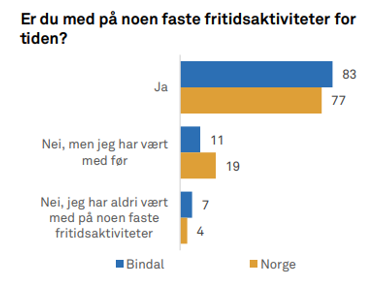 Er du med på noen faste fritidsaktiviteter for
tiden?
Ja
83
77
Nei, men jeg har vært
med før
11
19
Nei, jeg har aldri vært
med på noen faste
fritidsaktiviteter
7
4
Bindal
Norge